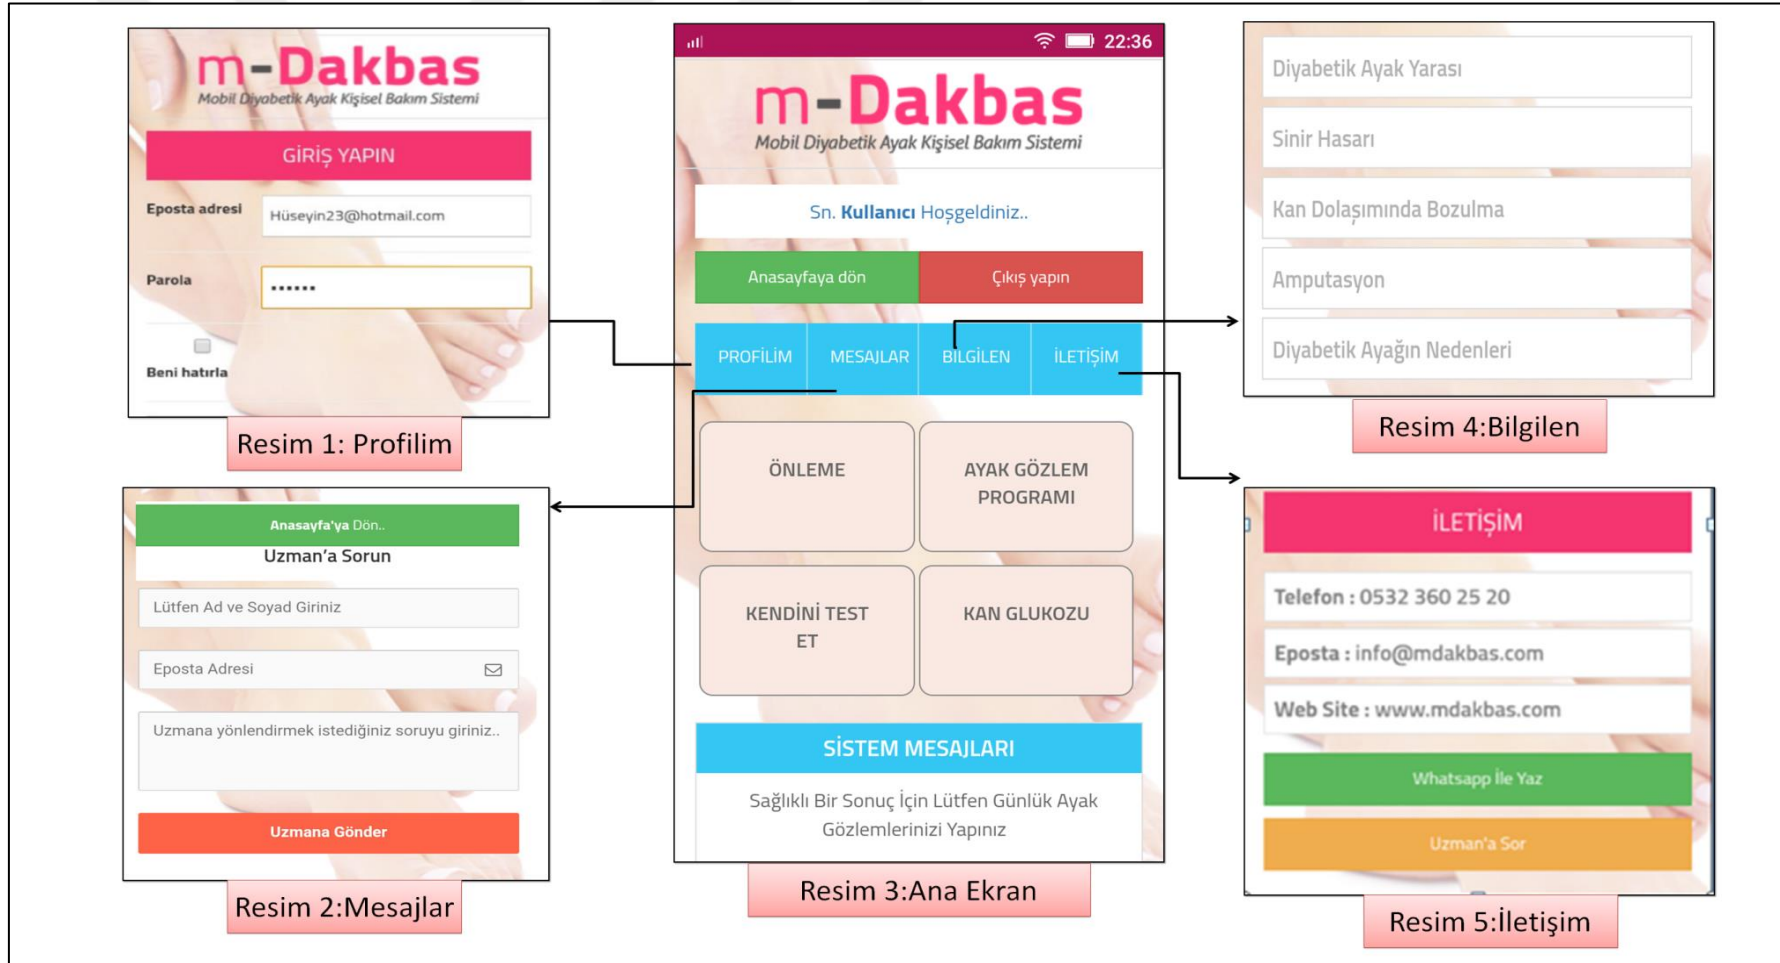 m-Dakbas
Mobil Diyabetik Ayak Kişisel Bakım Sistemi
GİRİŞ YAPIN
Eposta adresi
Hüseyin23@hotmail.com
Parola
Beni hatırla
Resim 1: Profilim
Anasayfa'ya Dön..
Uzman'a Sorun
Lütfen Ad ve Soyad Giriniz
Eposta Adresi
Uzmana yönlendirmek istediğiniz soruyu giriniz..
Uzmana Gönder
Resim 2:Mesajlar
22:36
m-Dakbas
Mobil Diyabetik Ayak Kişisel Bakım Sistemi
Sn. Kullanıcı Hoşgeldiniz..
Anasayfaya dön
Çıkış yapın
PROFİLİM
MESAJLAR
BİLGİLEN
İLETİŞİM
ÖNLEME
AYAK GÖZLEM
PROGRAMI
KENDİNİ TEST
ET
KAN GLUKOZU
SİSTEM MESAJLARI
Sağlıklı Bir Sonuç İçin Lütfen Günlük Ayak
Gözlemlerinizi Yapınız
Resim 3:Ana Ekran
Diyabetik Ayak Yarası
Sinir Hasarı
Kan Dolaşımında Bozulma
Amputasyon
Diyabetik Ayağın Nedenleri
Resim 4:Bilgilen
İLETİŞİM
Telefon : 0532 360 25 20
Eposta : info@mdakbas.com
Web Site : www.mdakbas.com
Whatsapp İle Yaz
Uzman'a Sor
Resim 5:İletişim